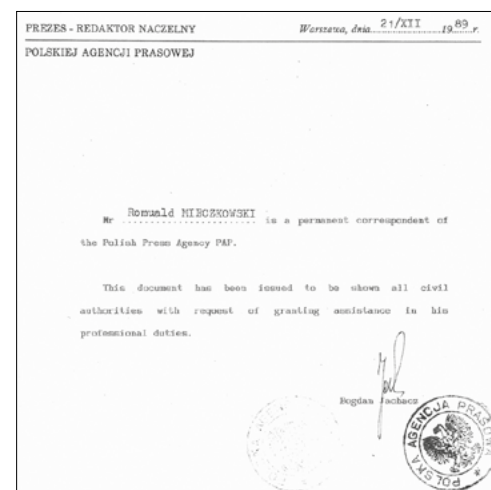 PREZES - REDAKTOR NACZELNY
Warszawa, dnia 21/XII 1989 r.
POLSKIEJ AGENCJI PRASOWEJ
Mr Romuald MIECZKOWSKI is a permanent correspondent of
the Polish Press Agency PAP.
This document has been issued to be shown all civil
authorities with request of granting assistance in his
professional duties.
Bogdan Jachacz
POLSKA AGENCJA PRASOWA